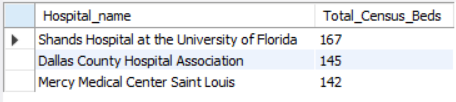 Hospital_name Total_Census_Beds
Shands Hospital at the University of Florida 167
Dallas County Hospital Association 145
Mercy Medical Center Saint Louis 142